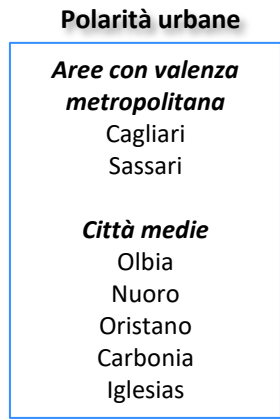 Polarità urbane
Aree con valenza
metropolitana
Cagliari
Sassari
Città medie
Olbia
Nuoro
Oristano
Carbonia
Iglesias